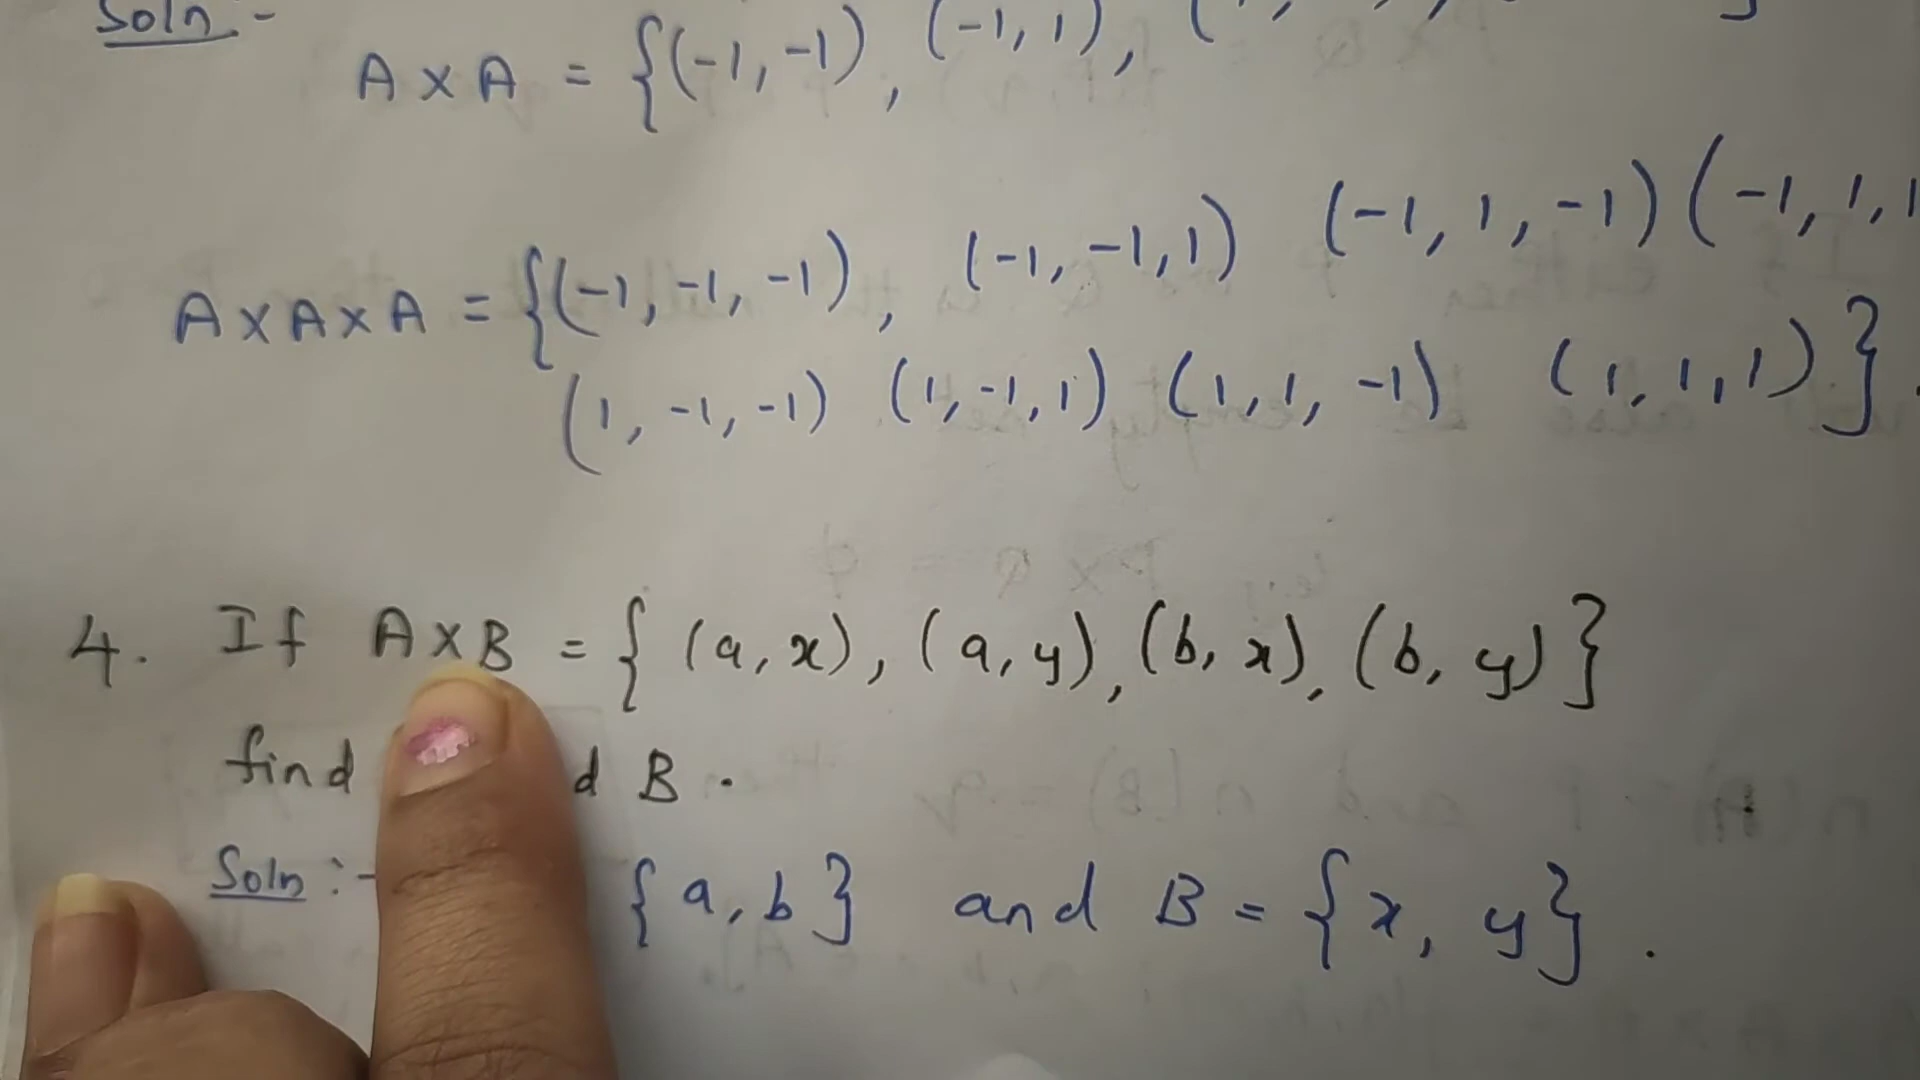 Soln -
A X A = {(-1, -1), (-1, 1), (
A X A X A = {(-1, -1, -1), (-1, -1, 1) (-1, 1, -1) (-1, 1, 1
(1, -1, -1) (1, -1, 1) (1, 1, -1) (1, 1, 1)}.
4. If A X B = { (a, x), (a, y), (b, x), (b, y) }
find d B .
Soln :- { a, b } and B = { x, y } .